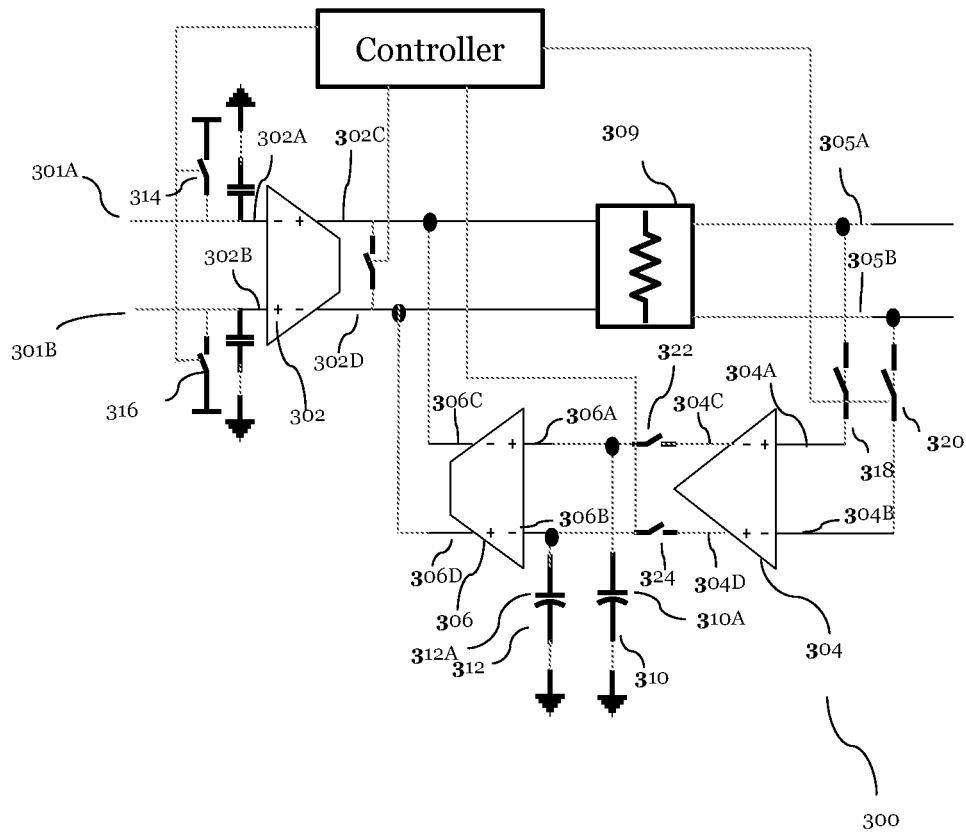 Controller
302A
302C
309
305A
301A
314
- +
302B
305B
+ -
301B
302D
322
316
302
306C
306A
304C
304A
318
320
- +
- +
306B
304B
+ -
+ -
306D
324
304D
306
310A
312A
312
310
304
300